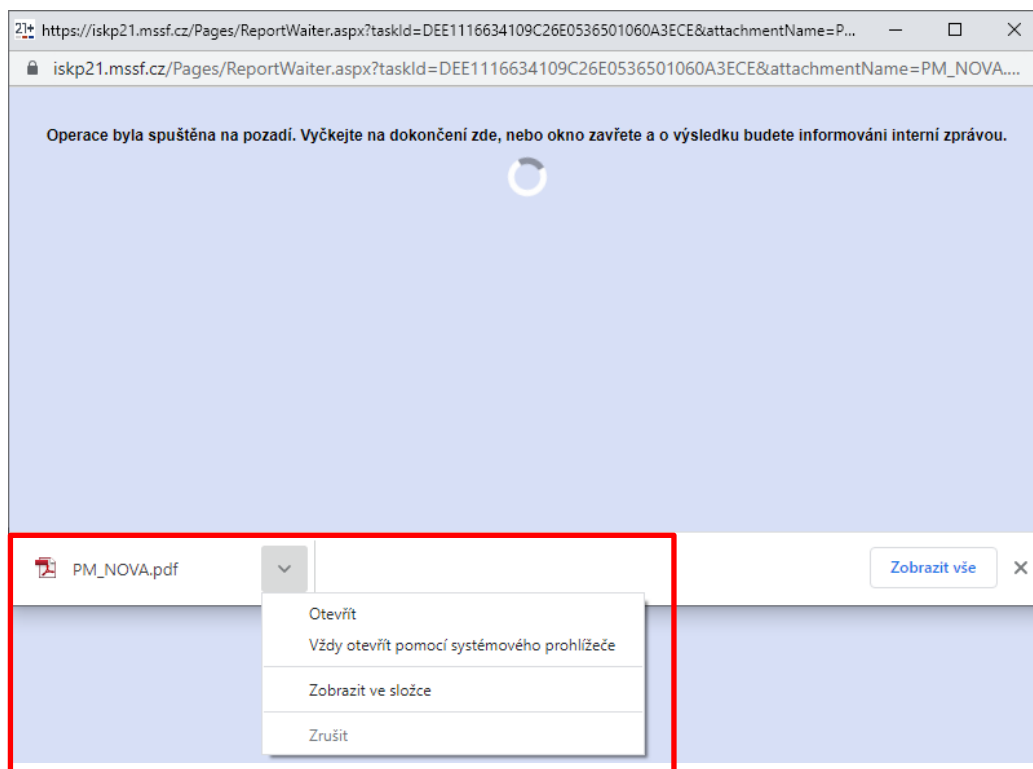 21+ https://iskp21.mssf.cz/Pages/ReportWaiter.aspx?taskId=DEE1116634109C26E0536501060A3ECE&attachmentName=P...
iskp21.mssf.cz/Pages/ReportWaiter.aspx?taskId=DEE1116634109C26E0536501060A3ECE&attachmentName=PM_NOVA....
Operace byla spuštěna na pozadí. Vyčkejte na dokončení zde, nebo okno zavřete a o výsledku budete informováni interní zprávou.
PM_NOVA.pdf
Zobrazit vše
Otevřít
Vždy otevřít pomocí systémového prohlížeče
Zobrazit ve složce
Zrušit